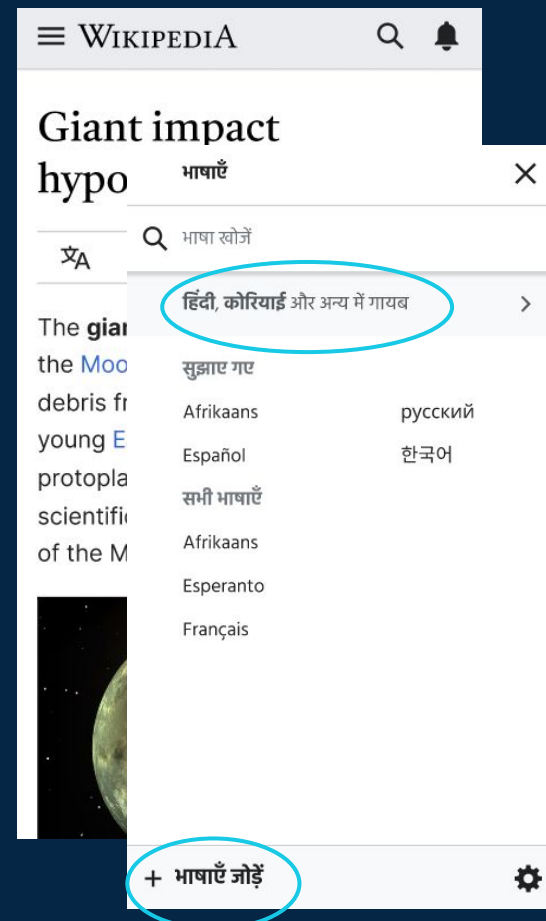 WIKIPEDIA
Giant impact
hypo
भाषाएँ
भाषा खोजें
हिंदी, कोरियाई और अन्य में गायब
The giar
the Moo
debris fr
young E
protopla
scientifi
of the M
सुझाए गए
Afrikaans русский
Español 한국어
सभी भाषाएँ
Afrikaans
Esperanto
Français
+ भाषाएँ जोड़ें